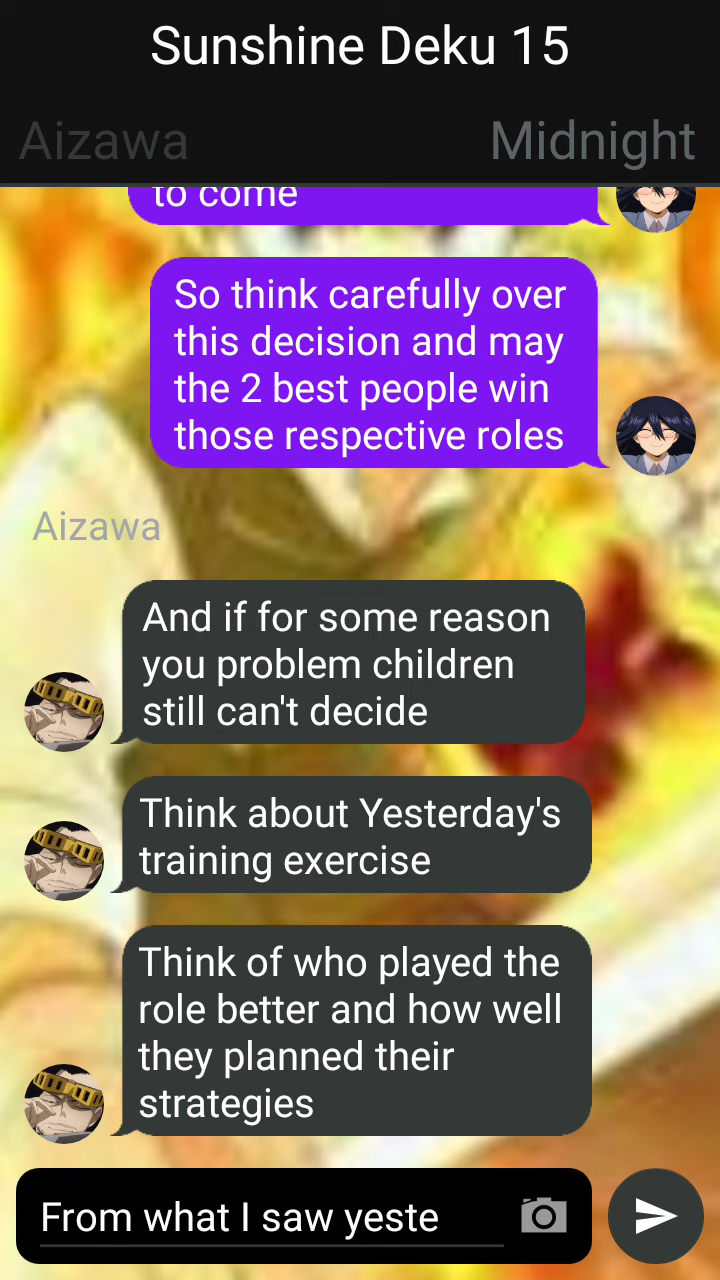 Sunshine Deku 15
Aizawa
Midnight
to come
So think carefully over
this decision and may
the 2 best people win
those respective roles
Aizawa
And if for some reason
you problem children
still can't decide
Think about Yesterday's
training exercise
Think of who played the
role better and how well
they planned their
strategies
From what I saw yeste